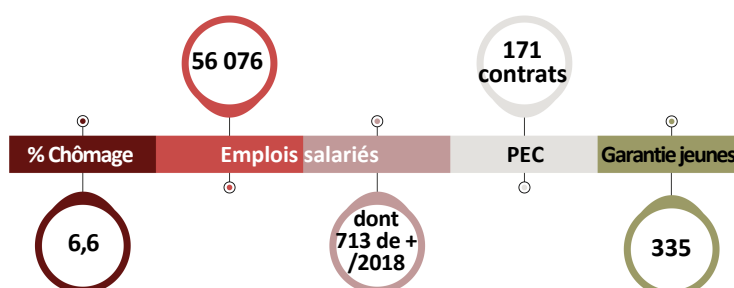 56 076
171
contrats
% Chômage
Emplois salariés
PEC
Garantie jeunes
6,6
dont
713 de +
/2018
335